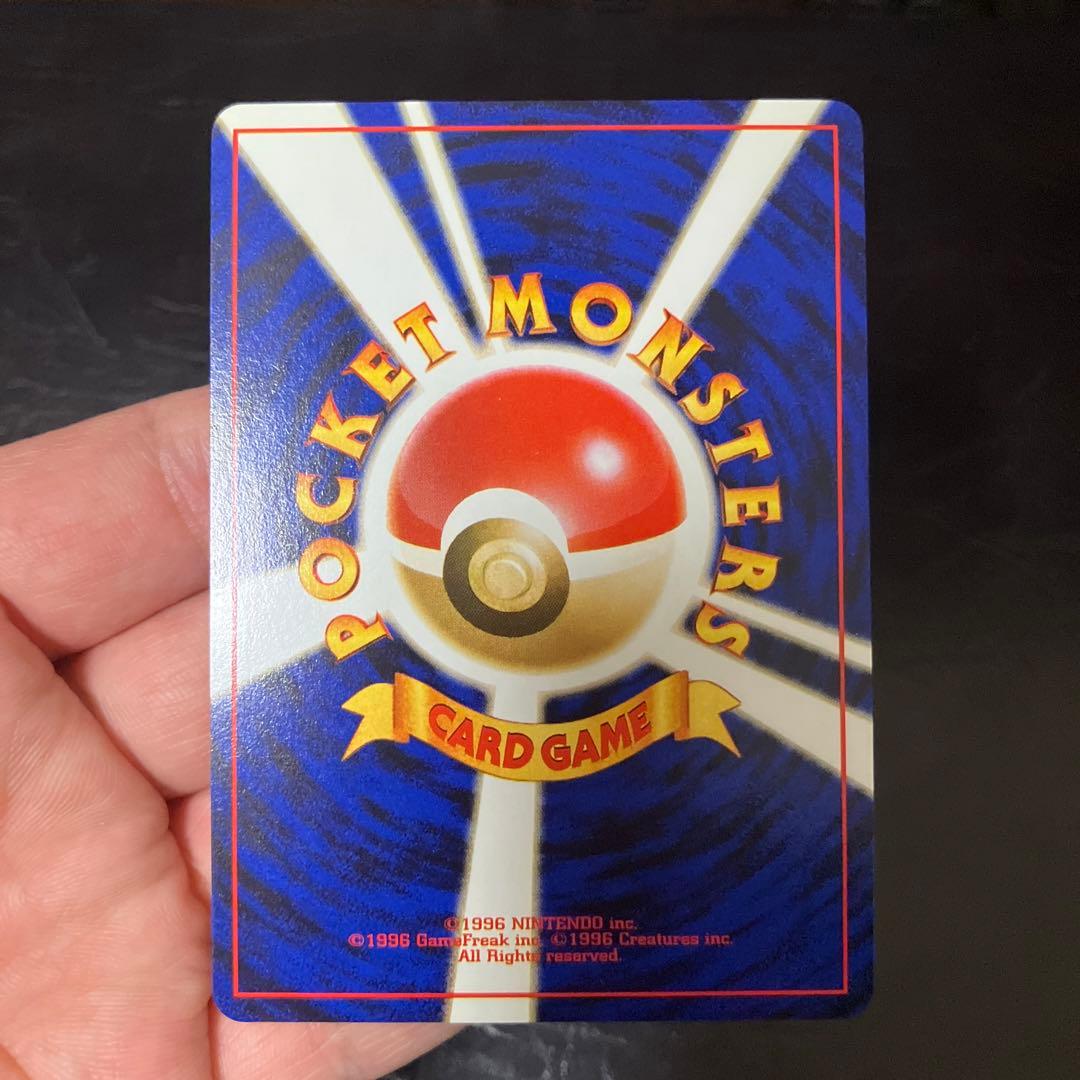 POCKET MONSTERS
CARD GAME
©1996 NINTENDO inc.
©1996 GameFreak inc. ©1996 Creatures inc.
All Rights reserved.